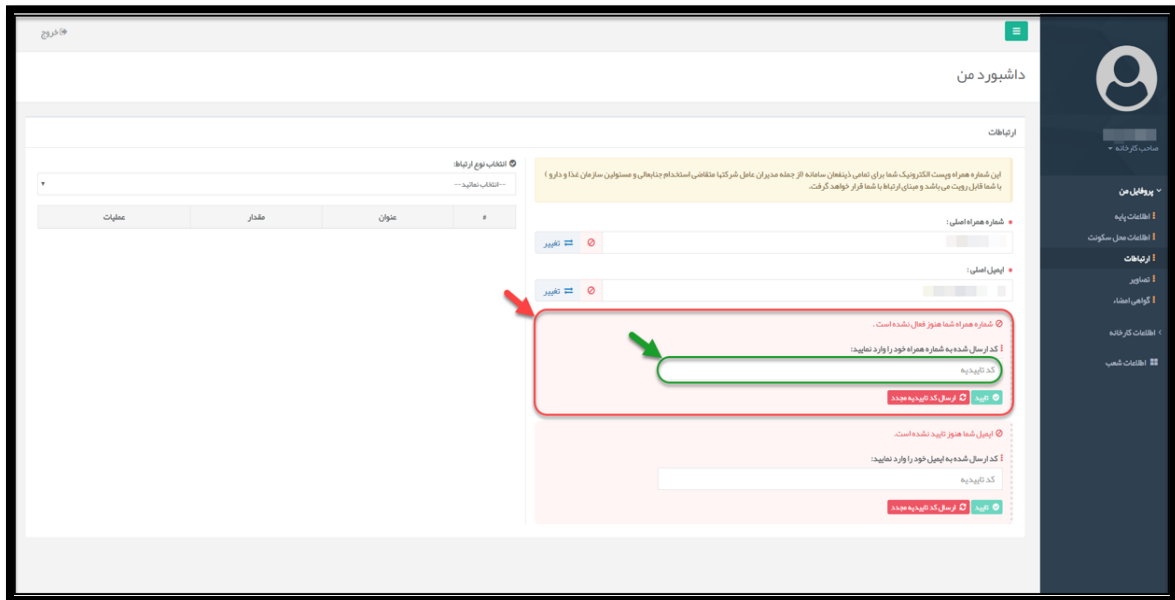 خروج
داشبورد من
صاحب کارخانه
پروفایل من
اطلاعات پایه
اطلاعات محل سکونت
ارتباطات
تصاویر
گواهی امضاء
اطلاعات کارخانه
اطلاعات شعب
ارتباطات
این شماره همراه وپست الکترونیک شما برای تمامی ذینفعان سامانه (از جمله مدیران عامل شرکتها متقاضی استخدام جنابعالی و مسئولین سازمان غذا و دارو )
با شما قابل رویت می باشد و مبنای ارتباط با شما قرار خواهد گرفت.
* شماره همراه اصلی :
تغییر
* ایمیل اصلی :
تغییر
شماره همراه شما هنوز فعال نشده است .
کد ارسال شده به شماره همراه خود را وارد نمایید:
کد تاییدیه
تایید ارسال کد تاییدیه مجدد
ایمیل شما هنوز تایید نشده است.
کد ارسال شده به ایمیل خود را وارد نمایید:
کد تاییدیه
تایید ارسال کد تاییدیه مجدد
انتخاب نوع ارتباط:
---انتخاب نمائید---
# عنوان مقدار عملیات